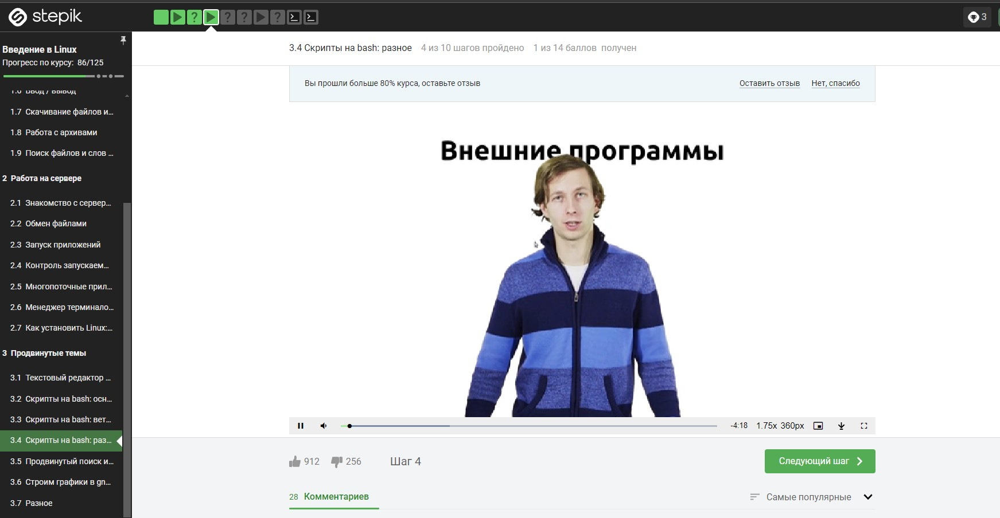 stepik
? ? ? ?
3
Введение в Linux
Прогресс по курсу: 86/125
1.6 Ввод / вывод
1.7 Скачивание файлов и...
1.8 Работа с архивами
1.9 Поиск файлов и слов ...
2 Работа на сервере
2.1 Знакомство с сервер...
2.2 Обмен файлами
2.3 Запуск приложений
2.4 Контроль запускаем...
2.5 Многопоточные прил...
2.6 Менеджер терминало...
2.7 Как установить Linux:...
3 Продвинутые темы
3.1 Текстовый редактор ...
3.2 Скрипты на bash: осн...
3.3 Скрипты на bash: вет...
3.4 Скрипты на bash: раз...
3.5 Продвинутый поиск и...
3.6 Строим графики в gn...
3.7 Разное
3.4 Скрипты на bash: разное 4 из 10 шагов пройдено 1 из 14 баллов получен
Вы прошли больше 80% курса, оставьте отзыв Оставить отзыв Нет, спасибо
Внешние программы
-4:18 1.75x 360px
912 256 Шаг 4 Следующий шаг
28 Комментариев Самые популярные